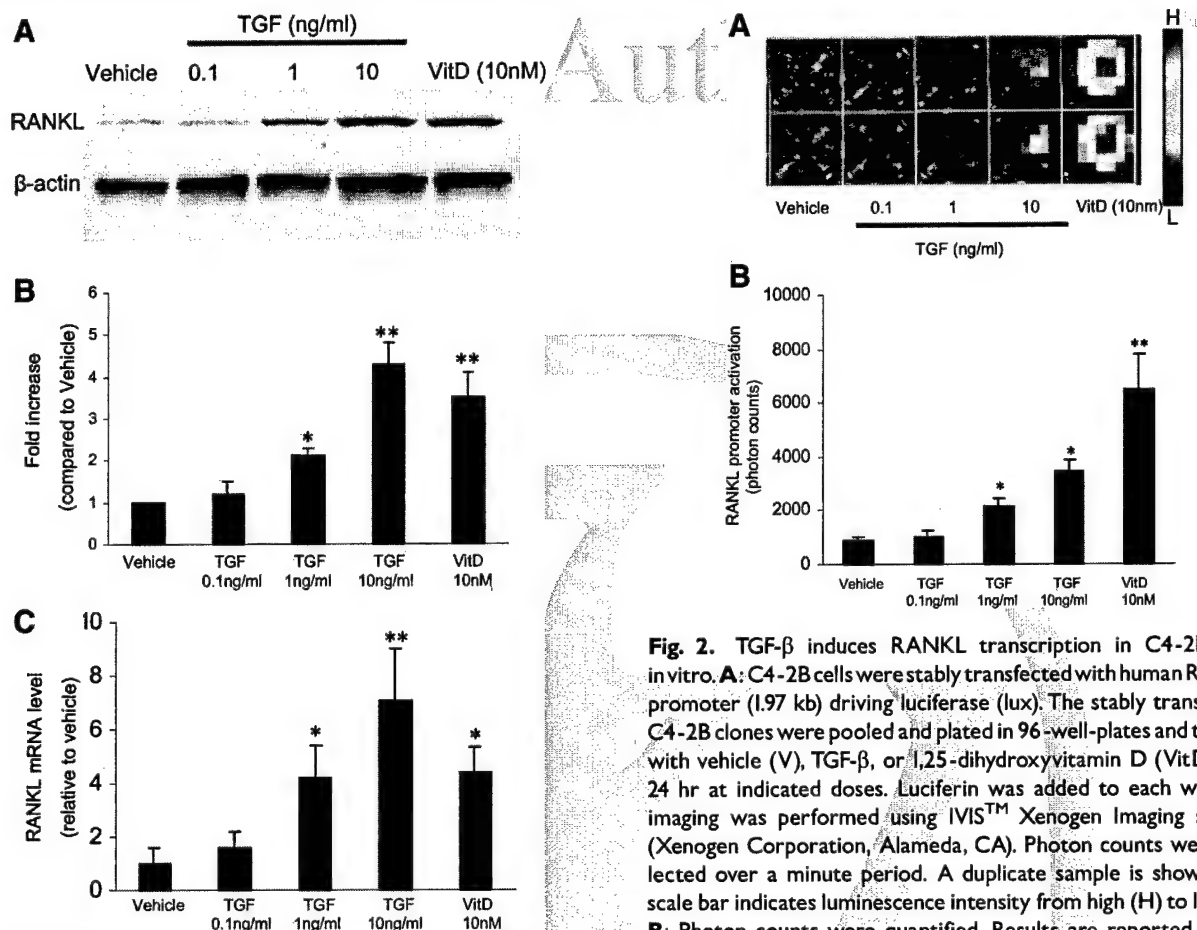 A
TGF (ng/ml)
Vehicle 0.1 1 10 VitD (10nM)
RANKL
β-actin
B
Fold increase
(compared to Vehicle)
6
5
4
3
2
1
0
*
**
**
Vehicle TGF TGF TGF VitD
0.1ng/ml 1ng/ml 10ng/ml 10nM
C
RANKL mRNA level
(relative to vehicle)
10
8
6
4
2
0
*
**
*
Vehicle TGF TGF TGF VitD
0.1ng/ml 1ng/ml 10ng/ml 10nM
Aut
A
H
L
Vehicle 0.1 1 10 VitD (10nm)
TGF (ng/ml)
B
RANKL promoter activation
(photon counts)
10000
8000
6000
4000
2000
0
*
*
**
Vehicle TGF TGF TGF VitD
0.1ng/ml 1ng/ml 10ng/ml 10nM
Fig. 2. TGF-β induces RANKL transcription in C4-2
in vitro. A: C4-2B cells were stably transfected with human R
promoter (1.97 kb) driving luciferase (lux). The stably trans
C4-2B clones were pooled and plated in 96-well-plates and t
with vehicle (V), TGF-β, or 1,25-dihydroxyvitamin D (VitD
24 hr at indicated doses. Luciferin was added to each w
imaging was performed using IVIS™ Xenogen Imaging s
(Xenogen Corporation, Alameda, CA). Photon counts we
lected over a minute period. A duplicate sample is show
scale bar indicates luminescence intensity from high (H) to l
B: Photon counts were quantified. Results are reported